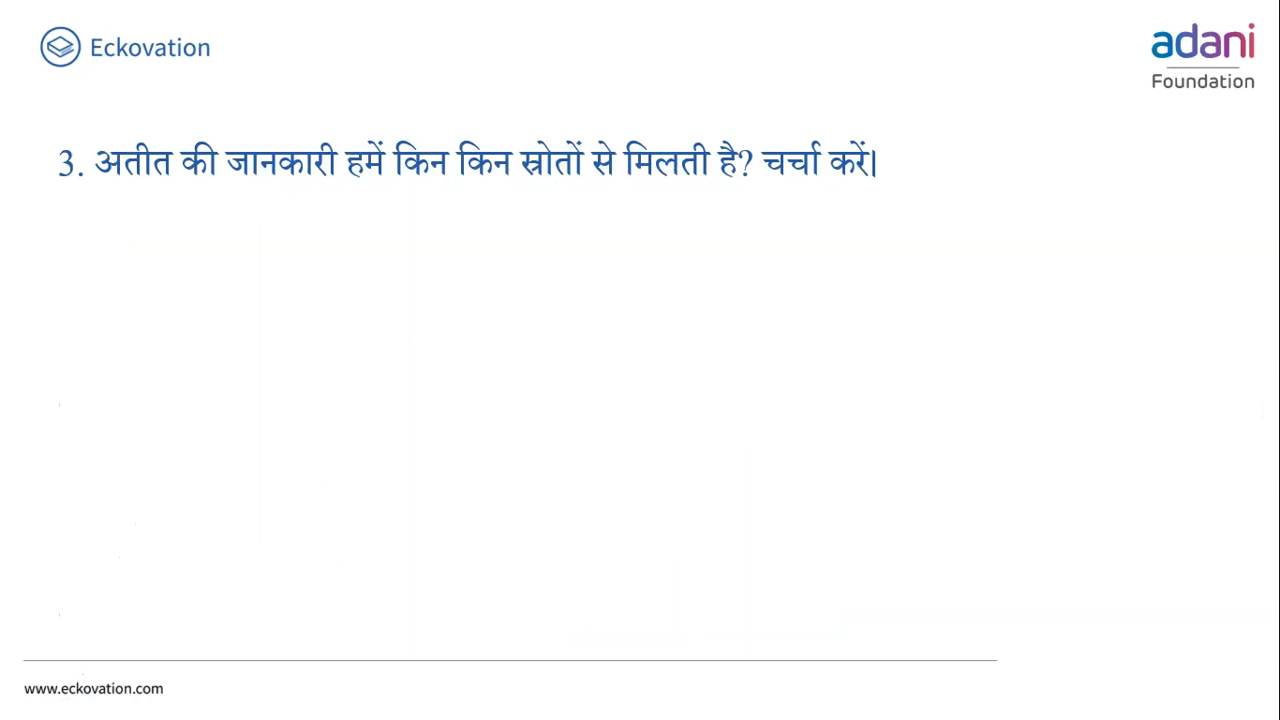 Eckovation
adani
Foundation
3. अतीत की जानकारी हमें किन किन स्रोतों से मिलती है? चर्चा करें।
www.eckovation.com